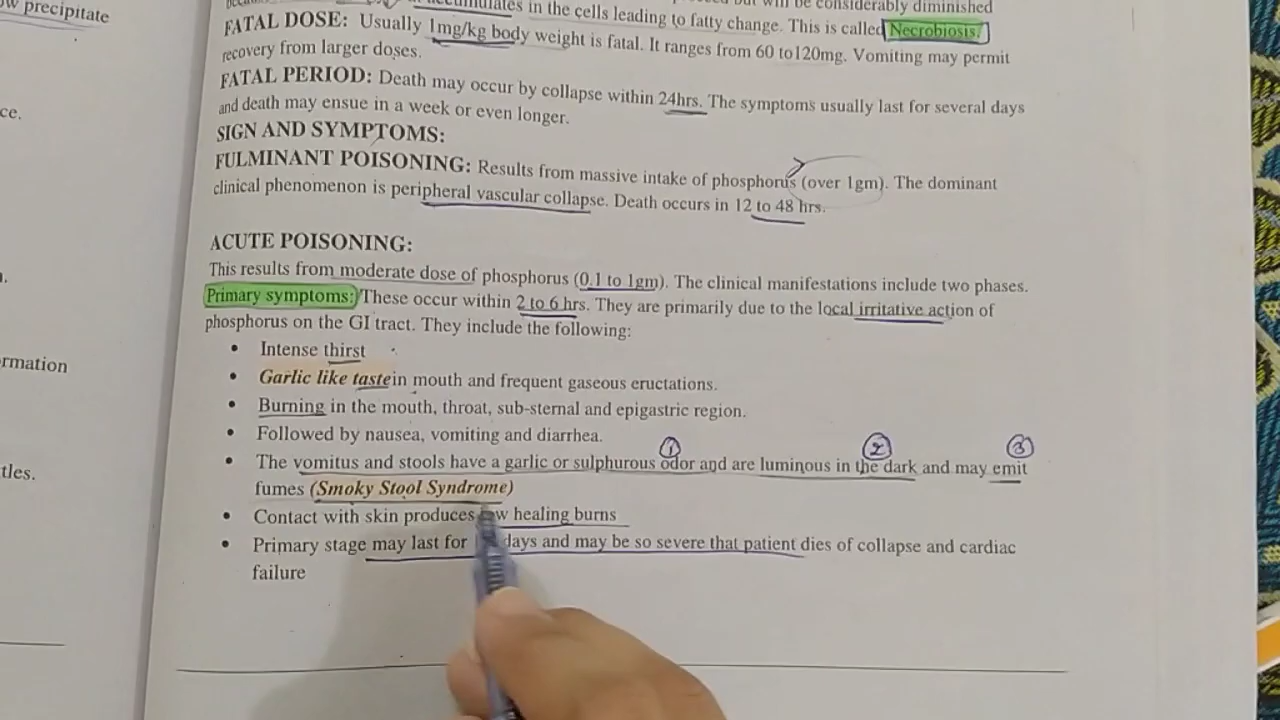 ow precipitate
ce.
rmation
tles.
accumulates in the cells leading to fatty change. This is called Necrobiosis.
be considerably diminished
FATAL DOSE: Usually 1mg/kg body weight is fatal. It ranges from 60 to120mg. Vomiting may permit
recovery from larger doses.
FATAL PERIOD: Death may occur by collapse within 24hrs. The symptoms usually last for several days
and death may ensue in a week or even longer.
SIGN AND SYMPTOMS:
FULMINANT POISONING: Results from massive intake of phosphorus (over 1gm). The dominant
clinical phenomenon is peripheral vascular collapse. Death occurs in 12 to 48 hrs.
ACUTE POISONING:
This results from moderate dose of phosphorus (0.1 to 1gm). The clinical manifestations include two phases.
Primary symptoms: These occur within 2 to 6 hrs. They are primarily due to the local irritative action of
phosphorus on the GI tract. They include the following:
• Intense thirst
• Garlic like tastein mouth and frequent gaseous eructations.
• Burning in the mouth, throat, sub-sternal and epigastric region.
• Followed by nausea, vomiting and diarrhea.
1 2 3
• The vomitus and stools have a garlic or sulphurous odor and are luminous in the dark and may emit
fumes (Smoky Stool Syndrome)
• Contact with skin produces healing burns
• Primary stage may last for days and may be so severe that patient dies of collapse and cardiac
failure